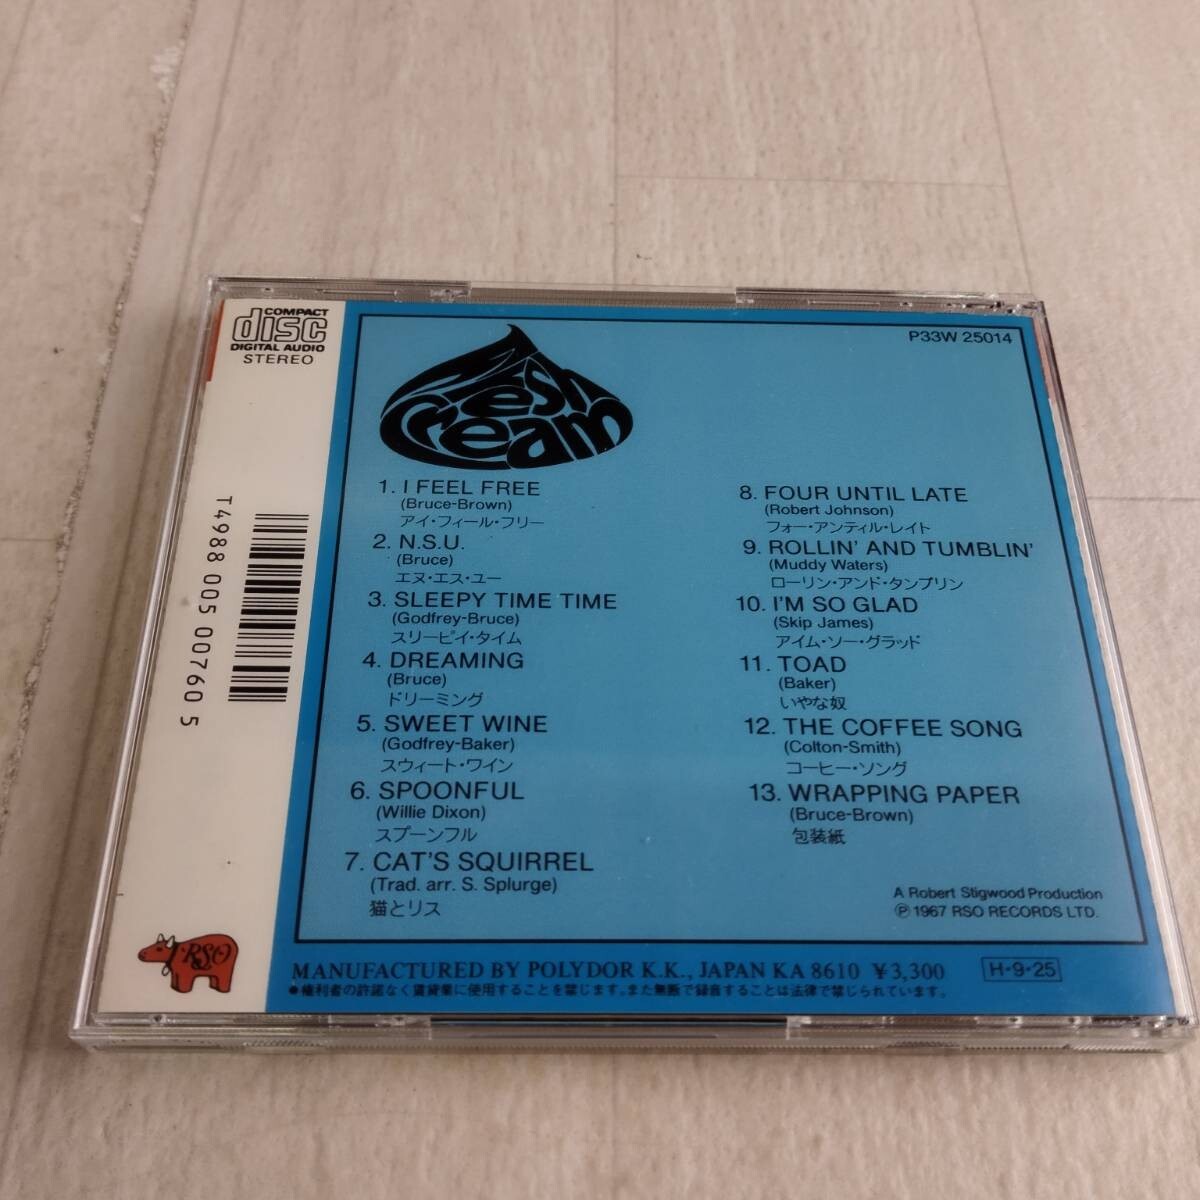 COMPACT
disc
DIGITAL AUDIO
STEREO
T4988 005 00760 5
RSO
P33W 25014
Fresh
Cream
1. I FEEL FREE
(Bruce-Brown)
アイ・フィール・フリー
2. N.S.U.
(Bruce)
エヌ・エス・ユー
3. SLEEPY TIME TIME
(Godfrey-Bruce)
スリーピィ・タイム
4. DREAMING
(Bruce)
ドリーミング
5. SWEET WINE
(Godfrey-Baker)
スウィート・ワイン
6. SPOONFUL
(Willie Dixon)
スプーンフル
7. CAT'S SQUIRREL
(Trad. arr. S. Splurge)
猫とリス
8. FOUR UNTIL LATE
(Robert Johnson)
フォー・アンティル・レイト
9. ROLLIN' AND TUMBLIN'
(Muddy Waters)
ローリン・アンド・タンブリン
10. I'M SO GLAD
(Skip James)
アイム・ソー・グラッド
11. TOAD
(Baker)
いやな奴
12. THE COFFEE SONG
(Colton-Smith)
コーヒー・ソング
13. WRAPPING PAPER
(Bruce-Brown)
包装紙
A Robert Stigwood Production
℗ 1967 RSO RECORDS LTD.
MANUFACTURED BY POLYDOR K.K., JAPAN KA 8610 ¥3,300 H·9·25
●権利者の許諾なく賃貸業に使用することを禁じます。また無断で録音することは法律で禁じられています。